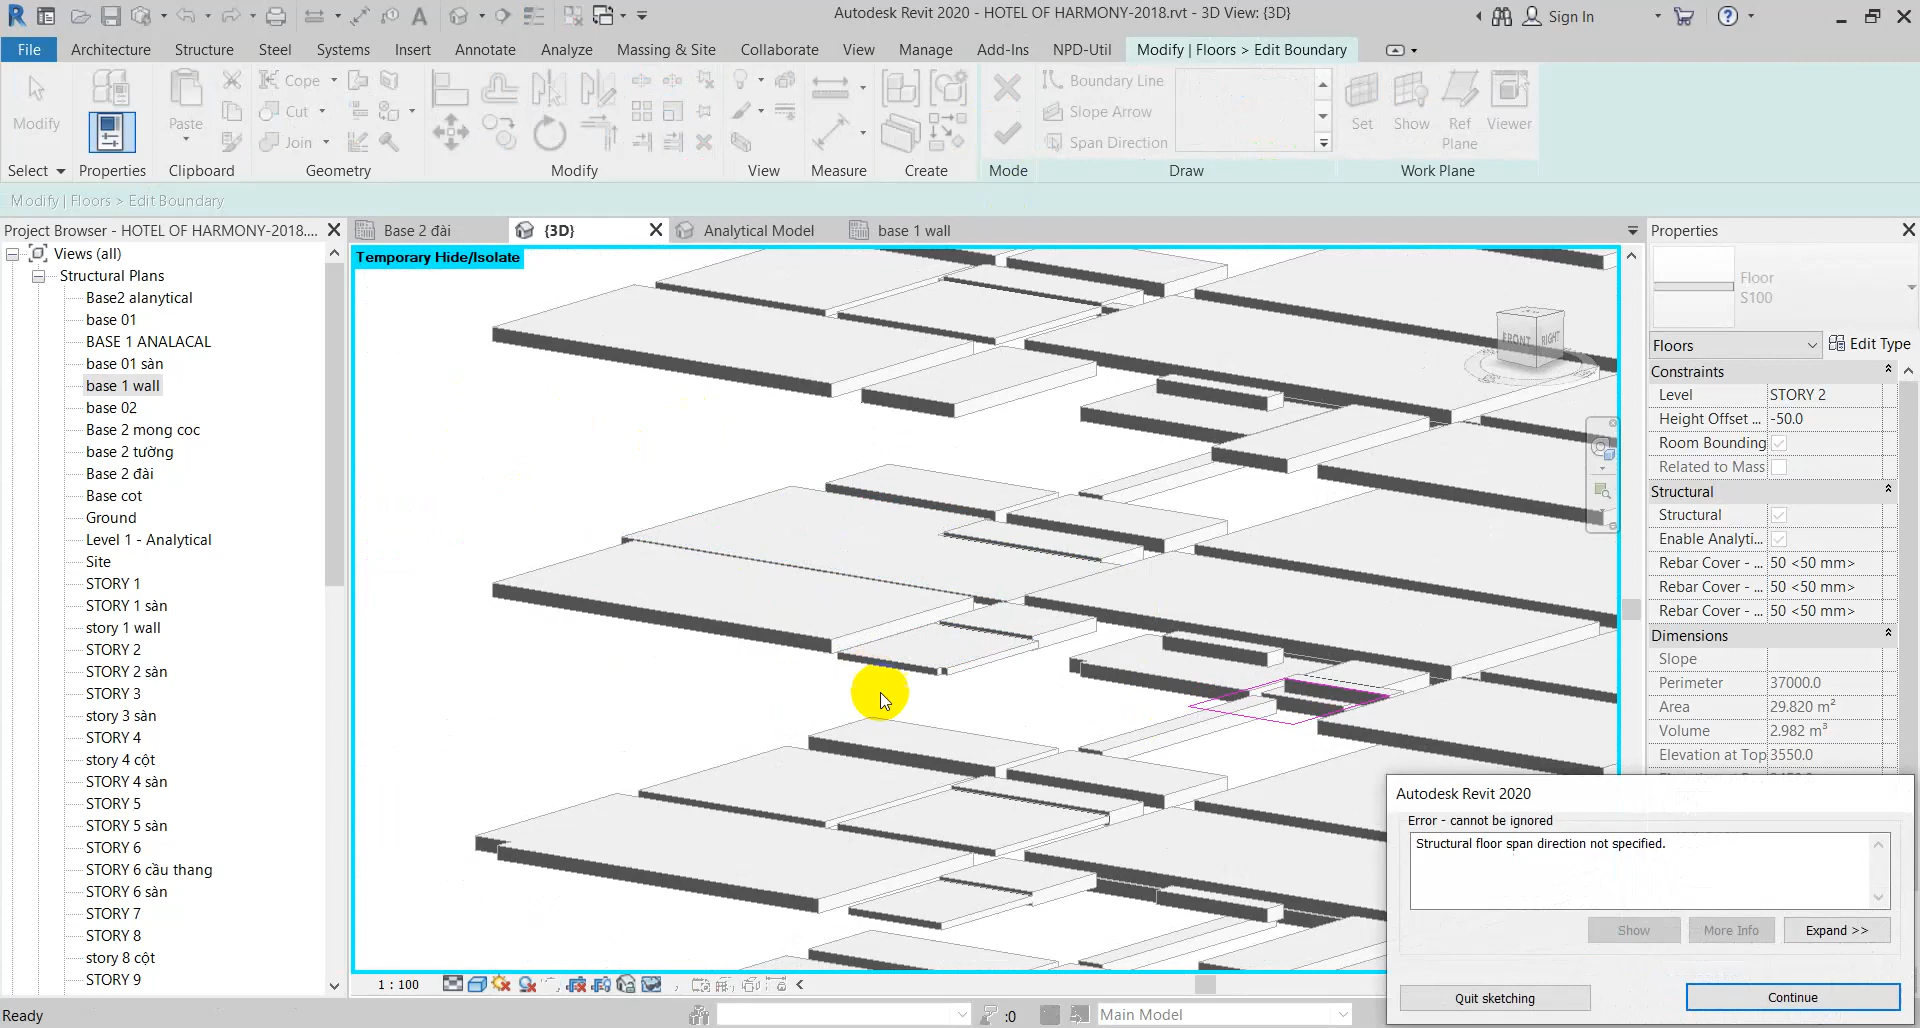 Autodesk Revit 2020 - HOTEL OF HARMONY-2018.rvt - 3D View: {3D}
Sign In
File Architecture Structure Steel Systems Insert Annotate Analyze Massing & Site Collaborate View Manage Add-Ins NPD-Util Modify | Floors > Edit Boundary
Modify
Paste
Cope
Cut
Join
Boundary Line
Slope Arrow
Span Direction
Set
Show
Ref Plane
Viewer
Select Properties Clipboard Geometry Modify View Measure Create Mode Draw Work Plane
Modify | Floors > Edit Boundary
Project Browser - HOTEL OF HARMONY-2018....
Base 2 đài
{3D}
Analytical Model
base 1 wall
Properties
Views (all)
Structural Plans
Base2 alanytical
base 01
BASE 1 ANALACAL
base 01 sàn
base 1 wall
base 02
Base 2 mong coc
base 2 tường
Base 2 đài
Base cot
Ground
Level 1 - Analytical
Site
STORY 1
STORY 1 sàn
story 1 wall
STORY 2
STORY 2 sàn
STORY 3
story 3 sàn
STORY 4
story 4 cột
STORY 4 sàn
STORY 5
STORY 5 sàn
STORY 6
STORY 6 cầu thang
STORY 6 sàn
STORY 7
STORY 8
story 8 cột
STORY 9
Temporary Hide/Isolate
FRONT
RIGHT
Floor
S100
Floors
Edit Type
Constraints
Level STORY 2
Height Offset ... -50.0
Room Bounding
Related to Mass
Structural
Structural
Enable Analyti...
Rebar Cover - ... 50 <50 mm>
Rebar Cover - ... 50 <50 mm>
Rebar Cover - ... 50 <50 mm>
Dimensions
Slope
Perimeter 37000.0
Area 29.820 m²
Volume 2.982 m³
Elevation at Top 3550.0
Autodesk Revit 2020
Error - cannot be ignored
Structural floor span direction not specified.
Show
More Info
Expand >>
Quit sketching
Continue
1 : 100
Ready
:0
Main Model